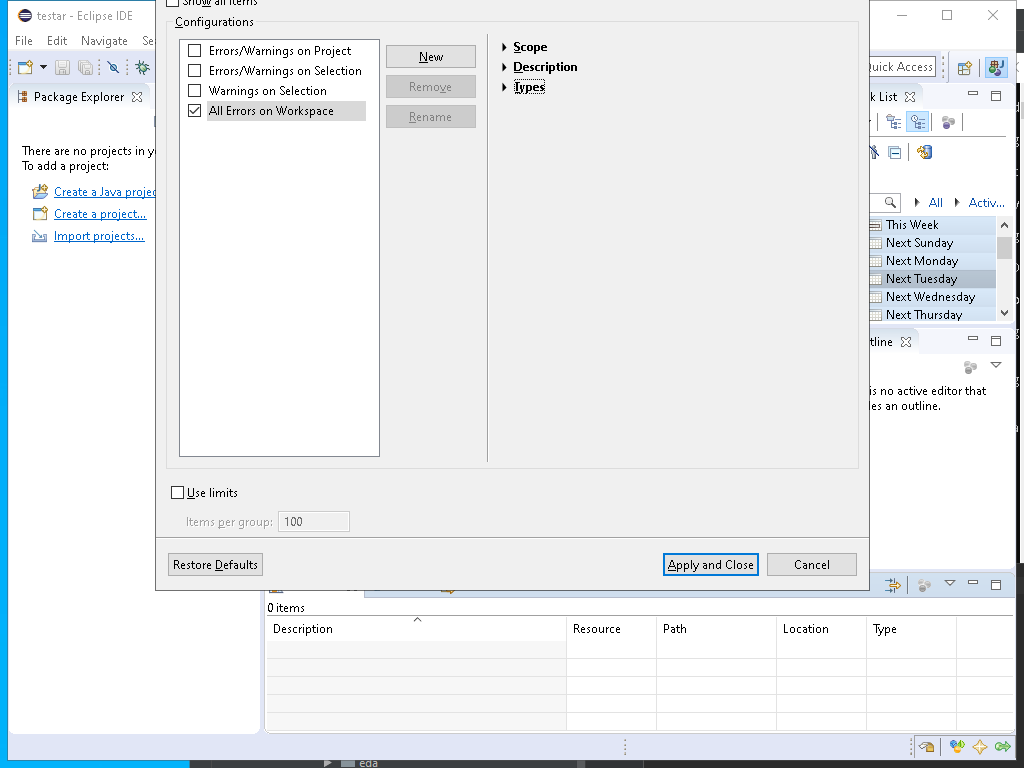 testar - Eclipse IDE
File Edit Navigate Se
Show all items
Configurations
Errors/Warnings on Project
Errors/Warnings on Selection
Warnings on Selection
All Errors on Workspace
New
Remove
Rename
Scope
Description
Types
Use limits
Items per group: 100
Restore Defaults
Apply and Close
Cancel
Package Explorer
There are no projects in y
To add a project:
Create a Java projec
Create a project...
Import projects...
Quick Access
k List
All Activ...
This Week
Next Sunday
Next Monday
Next Tuesday
Next Wednesday
Next Thursday
tline
is no active editor that
les an outline.
0 items
Description Resource Path Location Type
eda